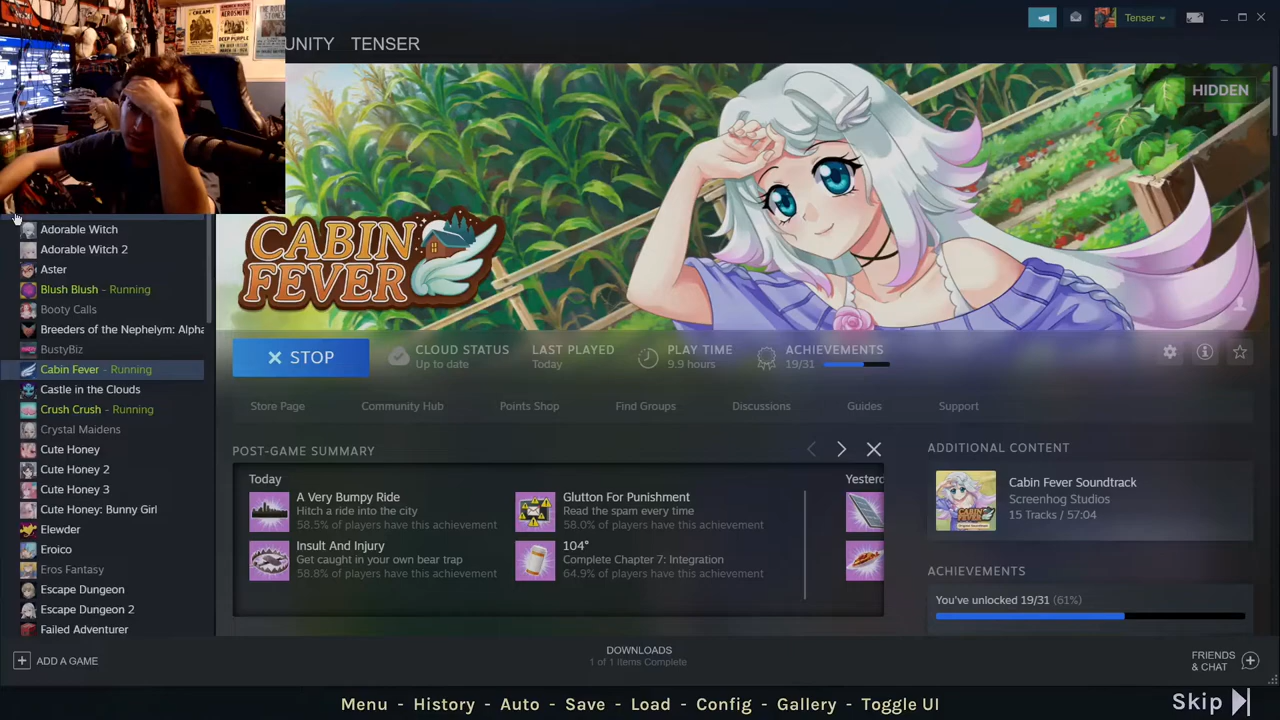 CREAM
AEROSMITH
DEEP PURPLE
UNITY TENSER
Tenser
HIDDEN
CABIN
FEVER
Adorable Witch
Adorable Witch 2
Aster
Blush Blush - Running
Booty Calls
Breeders of the Nephelym: Alpha
BustyBiz
Cabin Fever - Running
Castle in the Clouds
Crush Crush - Running
Crystal Maidens
Cute Honey
Cute Honey 2
Cute Honey 3
Cute Honey: Bunny Girl
Elewder
Eroico
Eros Fantasy
Escape Dungeon
Escape Dungeon 2
Failed Adventurer
STOP
CLOUD STATUS
Up to date
LAST PLAYED
Today
PLAY TIME
9.9 hours
ACHIEVEMENTS
19/31
Store Page
Community Hub
Points Shop
Find Groups
Discussions
Guides
Support
POST-GAME SUMMARY
Today
A Very Bumpy Ride
Hitch a ride into the city
58.5% of players have this achievement
Glutton For Punishment
Read the spam every time
58.0% of players have this achievement
Insult And Injury
Get caught in your own bear trap
58.8% of players have this achievement
104°
Complete Chapter 7: Integration
64.9% of players have this achievement
Yesterd
ADDITIONAL CONTENT
Cabin Fever Soundtrack
Screenhog Studios
15 Tracks / 57:04
ACHIEVEMENTS
You've unlocked 19/31 (61%)
ADD A GAME
DOWNLOADS
1 of 1 Items Complete
FRIENDS
& CHAT
Menu - History - Auto - Save - Load - Config - Gallery - Toggle UI
Skip